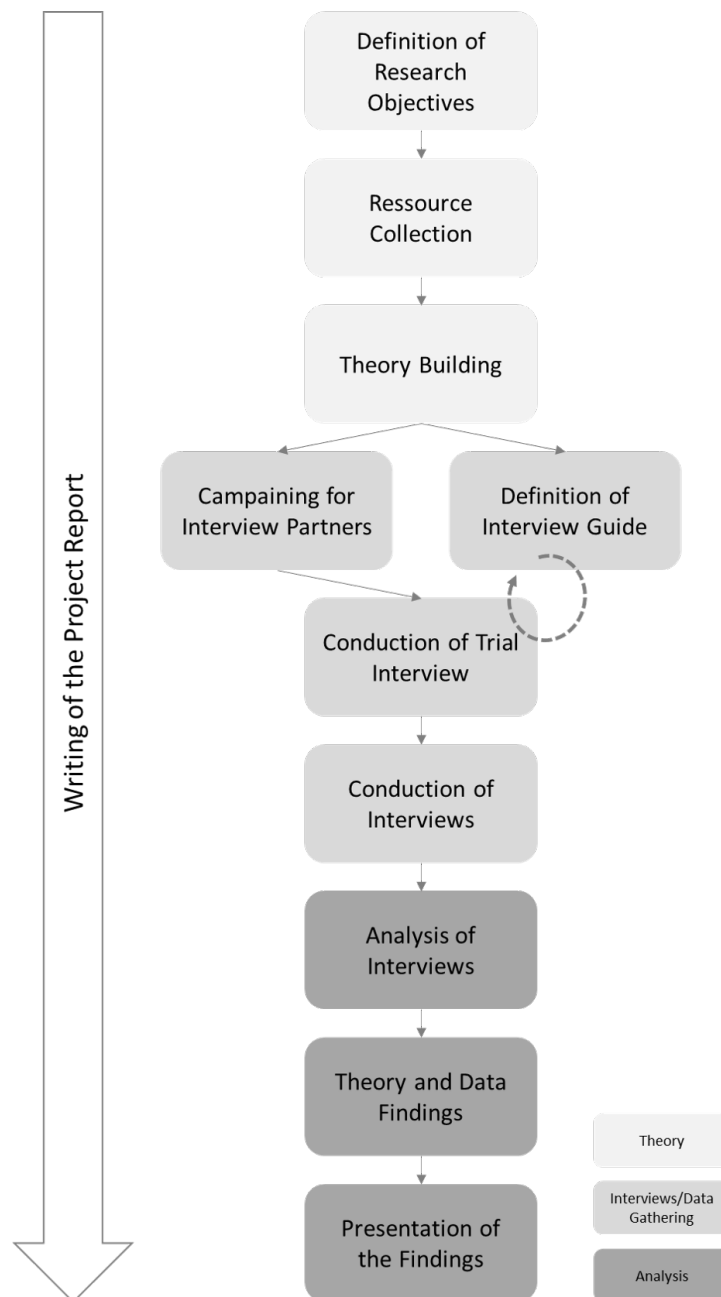 Writing of the Project Report
Definition of
Research
Objectives
Ressource
Collection
Theory Building
Campaining for
Interview Partners
Definition of
Interview Guide
Conduction of Trial
Interview
Conduction of
Interviews
Analysis of
Interviews
Theory and Data
Findings
Presentation of
the Findings
Theory
Interviews/Data
Gathering
Analysis